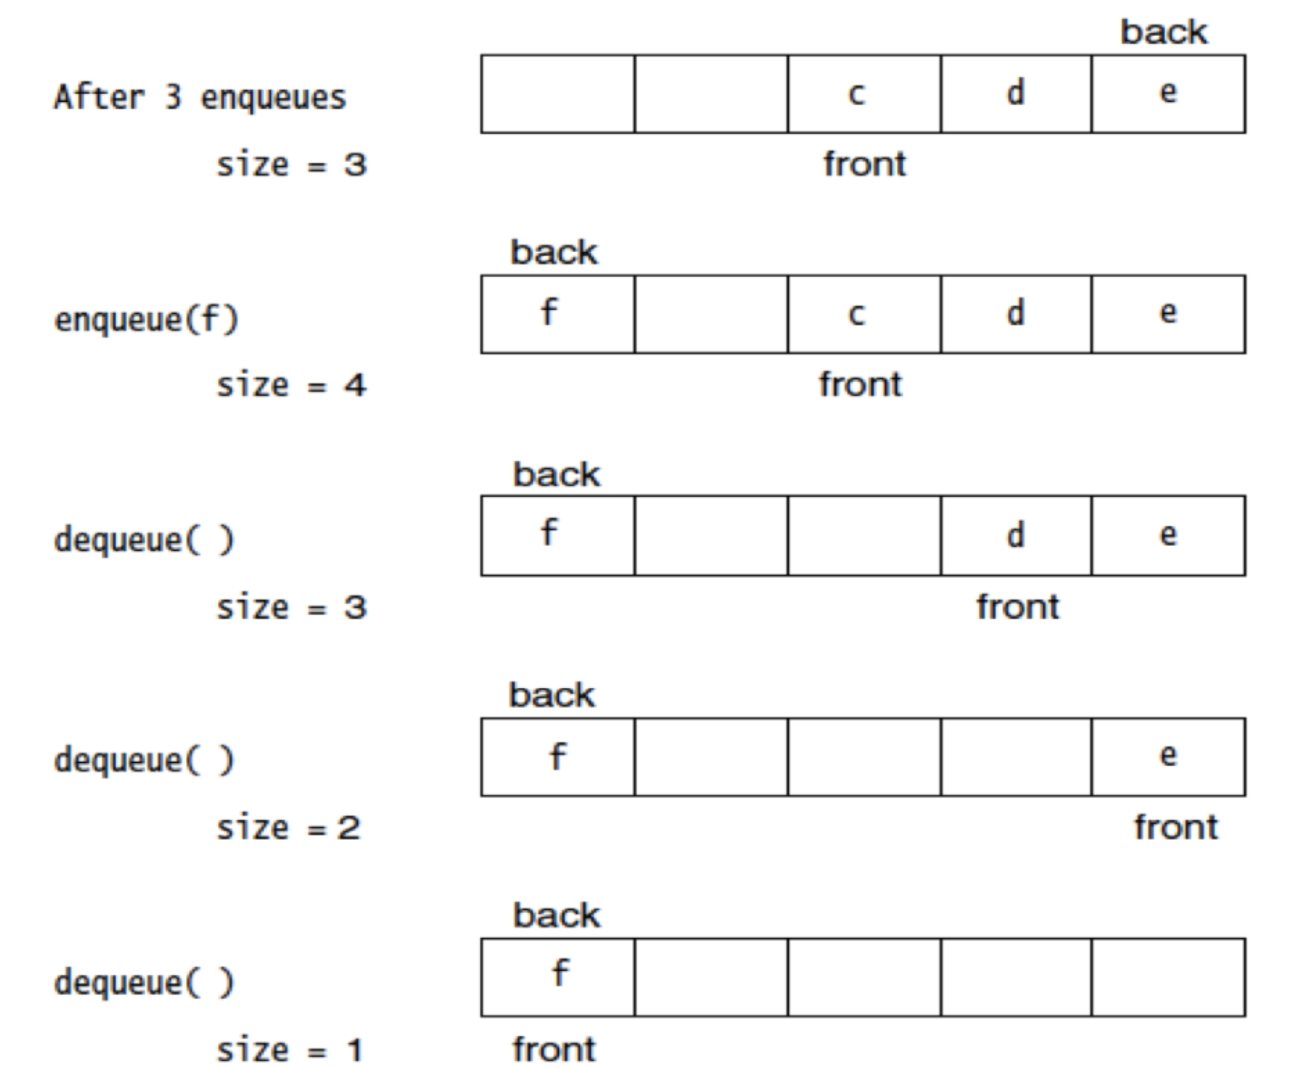 back
After 3 enqueues c d e
size = 3 front
back
enqueue(f) f c d e
size = 4 front
back
dequeue( ) f d e
size = 3 front
back
dequeue( ) f e
size = 2 front
back
dequeue( ) f
size = 1 front